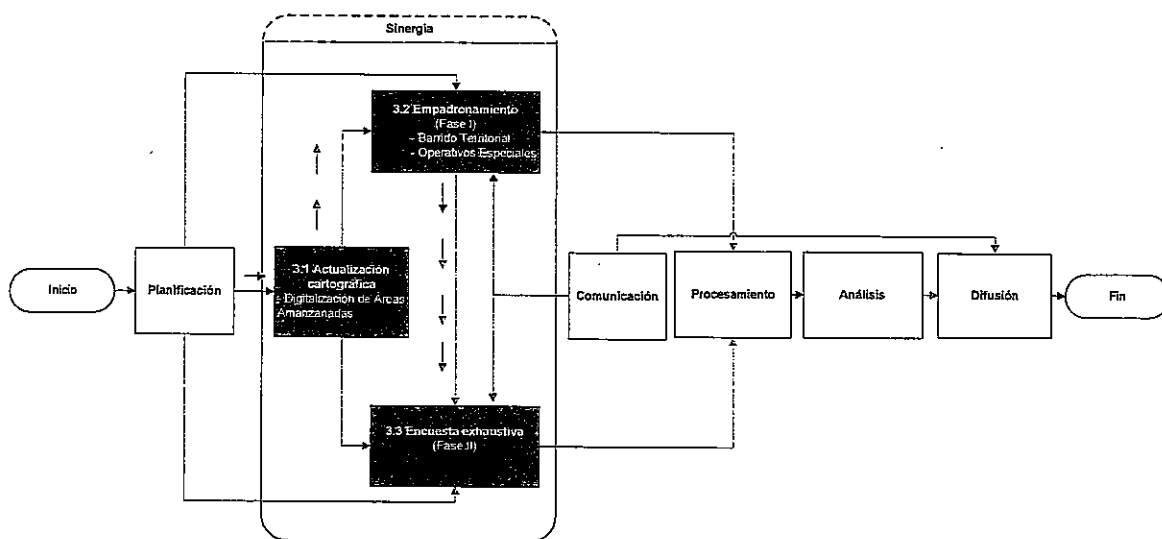 Sinergia
3.2 Empadronamiento
(Fase I)
- Barrido Territorial
- Operativos Especiales
Inicio
Planificación
3.1 Actualización
cartográfica
- Digitalización de Áreas
Amanzanadas
Comunicación
Procesamiento
Análisis
Difusión
Fin
3.3 Encuesta exhaustiva
(Fase II)